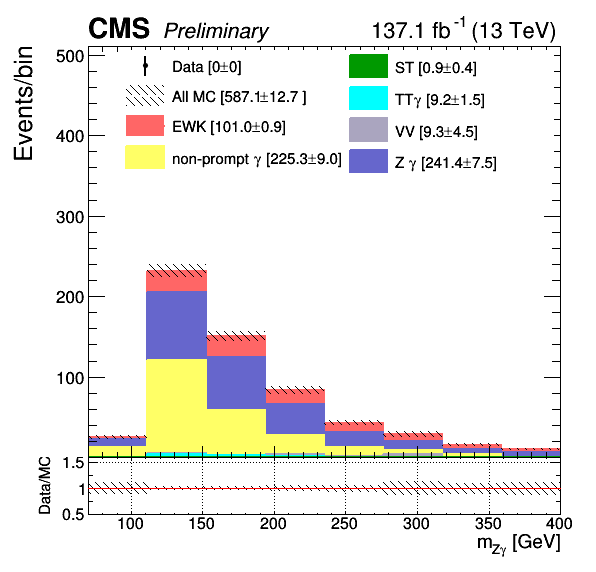 CMS Preliminary 137.1 fb⁻¹ (13 TeV)
Events/bin
500
400
300
200
100
Data [0±0]
All MC [587.1±12.7 ]
EWK [101.0±0.9]
non-prompt γ [225.3±9.0]
ST [0.9±0.4]
TTγ [9.2±1.5]
VV [9.3±4.5]
Z γ [241.4±7.5]
Data/MC
1.5
1
0.5
100 150 200 250 300 350 400
m_Zγ [GeV]